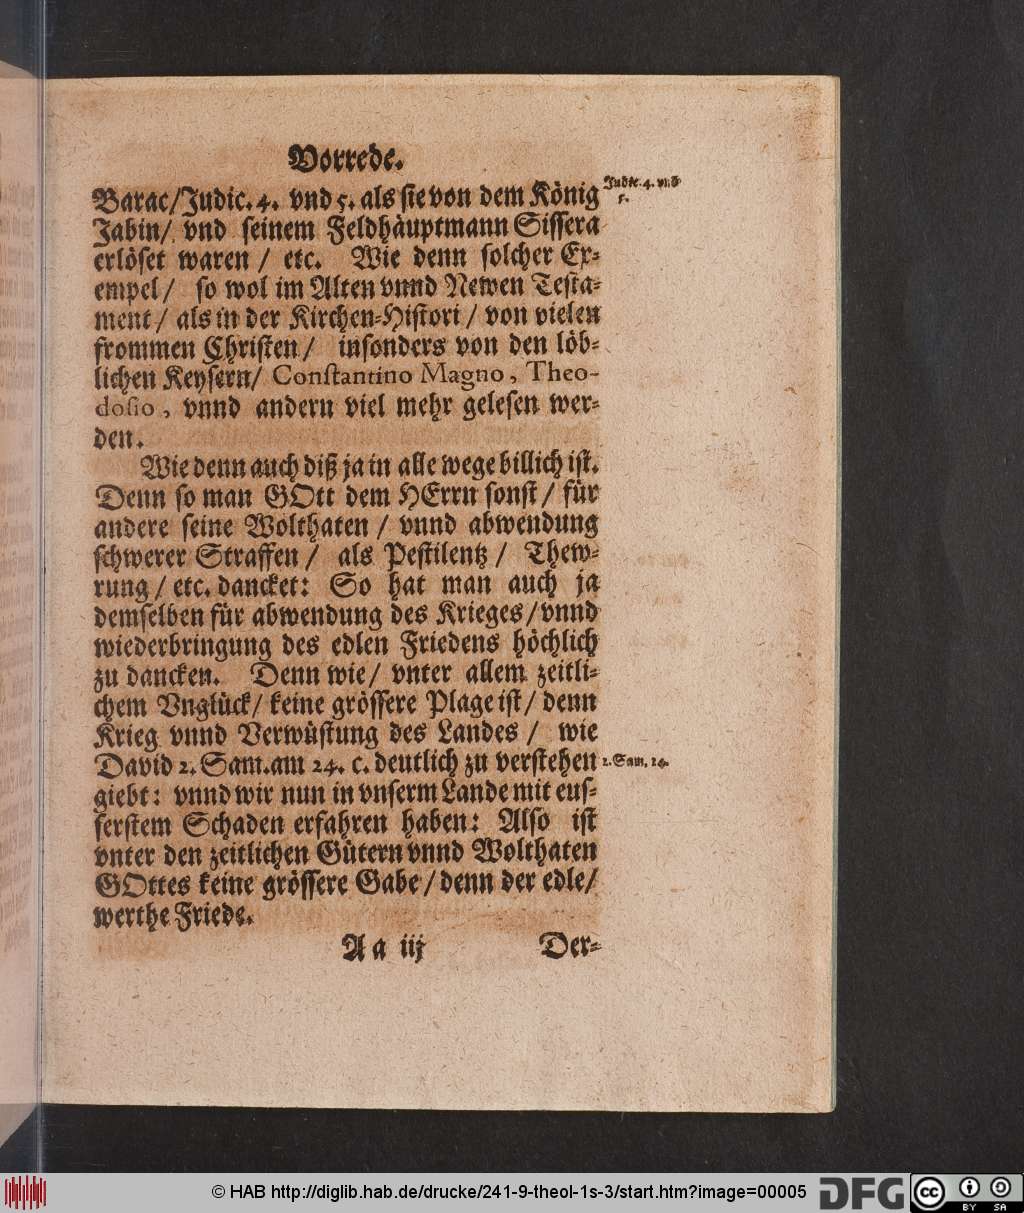 Vorrede.
Barac/Judic. 4. vnd 5. als sie von dem König
Judic. 4. vnd
5.
Jabin/ vnd seinem Feldhäuptmann Sissera
erlöset waren / etc. Wie denn solcher Ex-
empel / so wol im Alten vnnd Newen Testa-
ment / als in der Kirchen-Histori / von vielen
frommen Christen / insonders von den löb-
lichen Keysern/ Constantino Magno, Theo-
dosio, vnnd andern viel mehr gelesen wer-
den.
Wie denn auch diß ja in alle wege billich ist.
Denn so man GOtt dem HErrn sonst / für
andere seine Wolthaten / vnnd abwendung
schwerer Straffen / als Pestilentz / Thew-
rung / etc. dancket: So hat man auch ja
demselben für abwendung des Krieges / vnnd
wiederbringung des edlen Friedens höchlich
zu dancken. Denn wie / vnter allem zeitli-
chem Vnglück / keine grössere Plage ist / denn
Krieg vnnd Verwüstung des Landes / wie
David 2. Sam. am 24. c. deutlich zu verstehen
2. Sam. 24.
giebt: vnnd wir nun in vnserm Lande mit eus-
serstem Schaden erfahren haben: Also ist
vnter den zeitlichen Gütern vnnd Wolthaten
GOttes keine grössere Gabe / denn der edle /
werthe Friede.
A a iij
Der-
© HAB http://diglib.hab.de/drucke/241-9-theol-1s-3/start.htm?image=00005
DFG
cc
BY SA